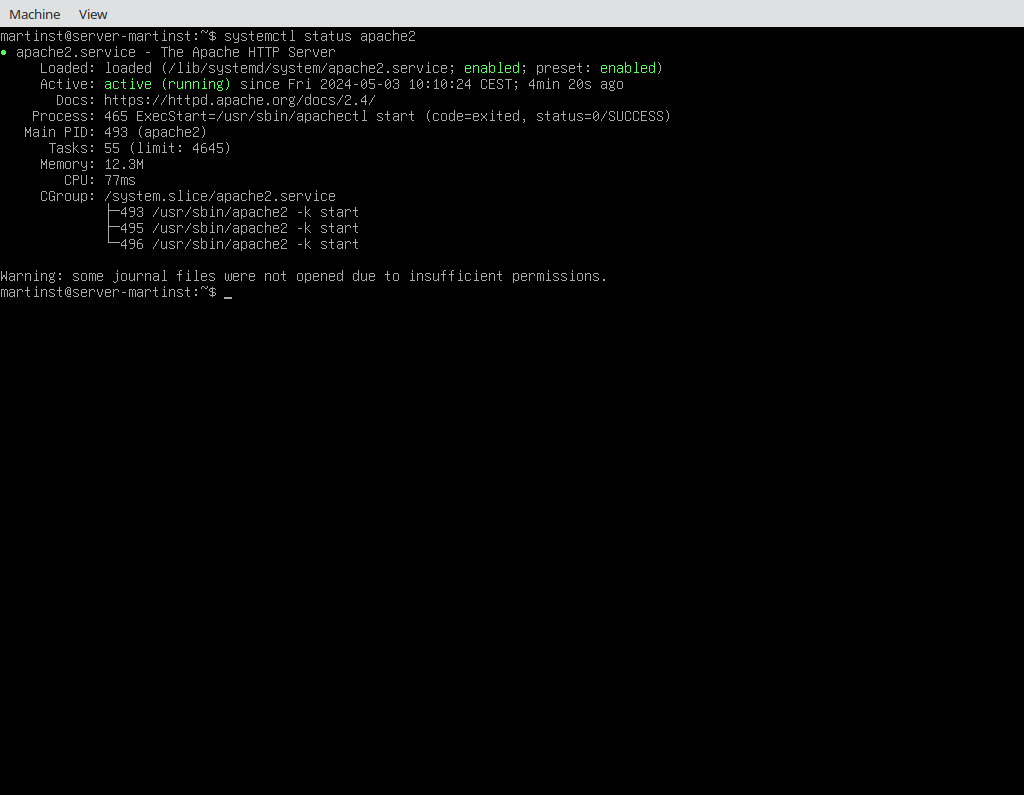 Machine View
martinst@server-martinst:~$ systemctl status apache2
● apache2.service - The Apache HTTP Server
     Loaded: loaded (/lib/systemd/system/apache2.service; enabled; preset: enabled)
     Active: active (running) since Fri 2024-05-03 10:10:24 CEST; 4min 20s ago
       Docs: https://httpd.apache.org/docs/2.4/
    Process: 465 ExecStart=/usr/sbin/apachectl start (code=exited, status=0/SUCCESS)
   Main PID: 493 (apache2)
      Tasks: 55 (limit: 4645)
     Memory: 12.3M
        CPU: 77ms
     CGroup: /system.slice/apache2.service
             ├─493 /usr/sbin/apache2 -k start
             ├─495 /usr/sbin/apache2 -k start
             └─496 /usr/sbin/apache2 -k start
Warning: some journal files were not opened due to insufficient permissions.
martinst@server-martinst:~$ _